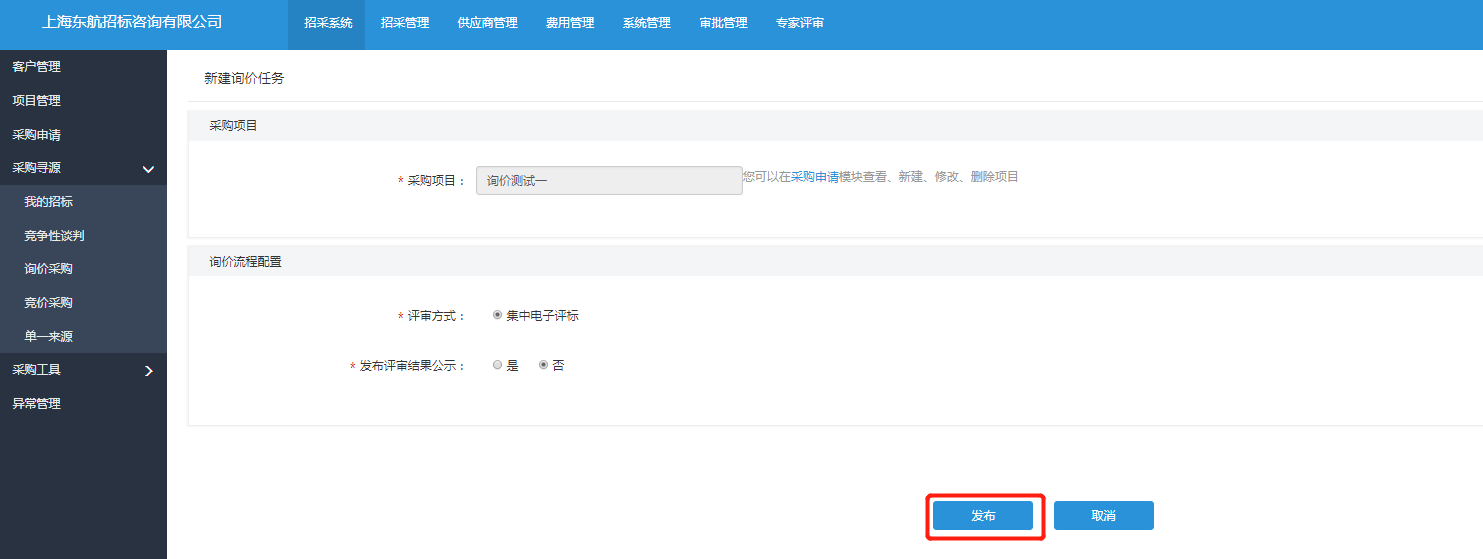 上海东航招标咨询有限公司
招采系统 招采管理 供应商管理 费用管理 系统管理 审批管理 专家评审
客户管理
项目管理
采购申请
采购寻源
我的招标
竞争性谈判
询价采购
竞价采购
单一来源
采购工具
异常管理
新建询价任务
采购项目
* 采购项目： 询价测试一 您可以在采购申请模块查看、新建、修改、删除项目
询价流程配置
* 评审方式： 集中电子评标
* 发布评审结果公示： 是 否
发布 取消